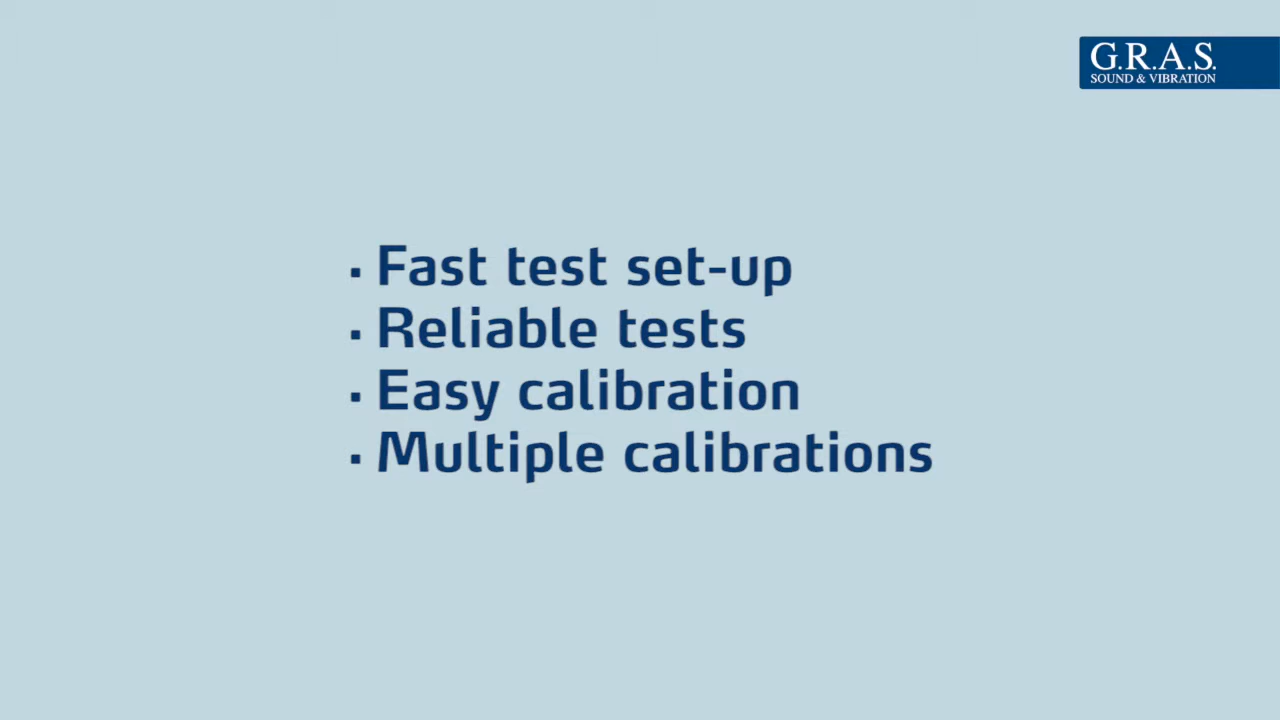 G.R.A.S.
SOUND & VIBRATION
· Fast test set-up
· Reliable tests
· Easy calibration
· Multiple calibrations